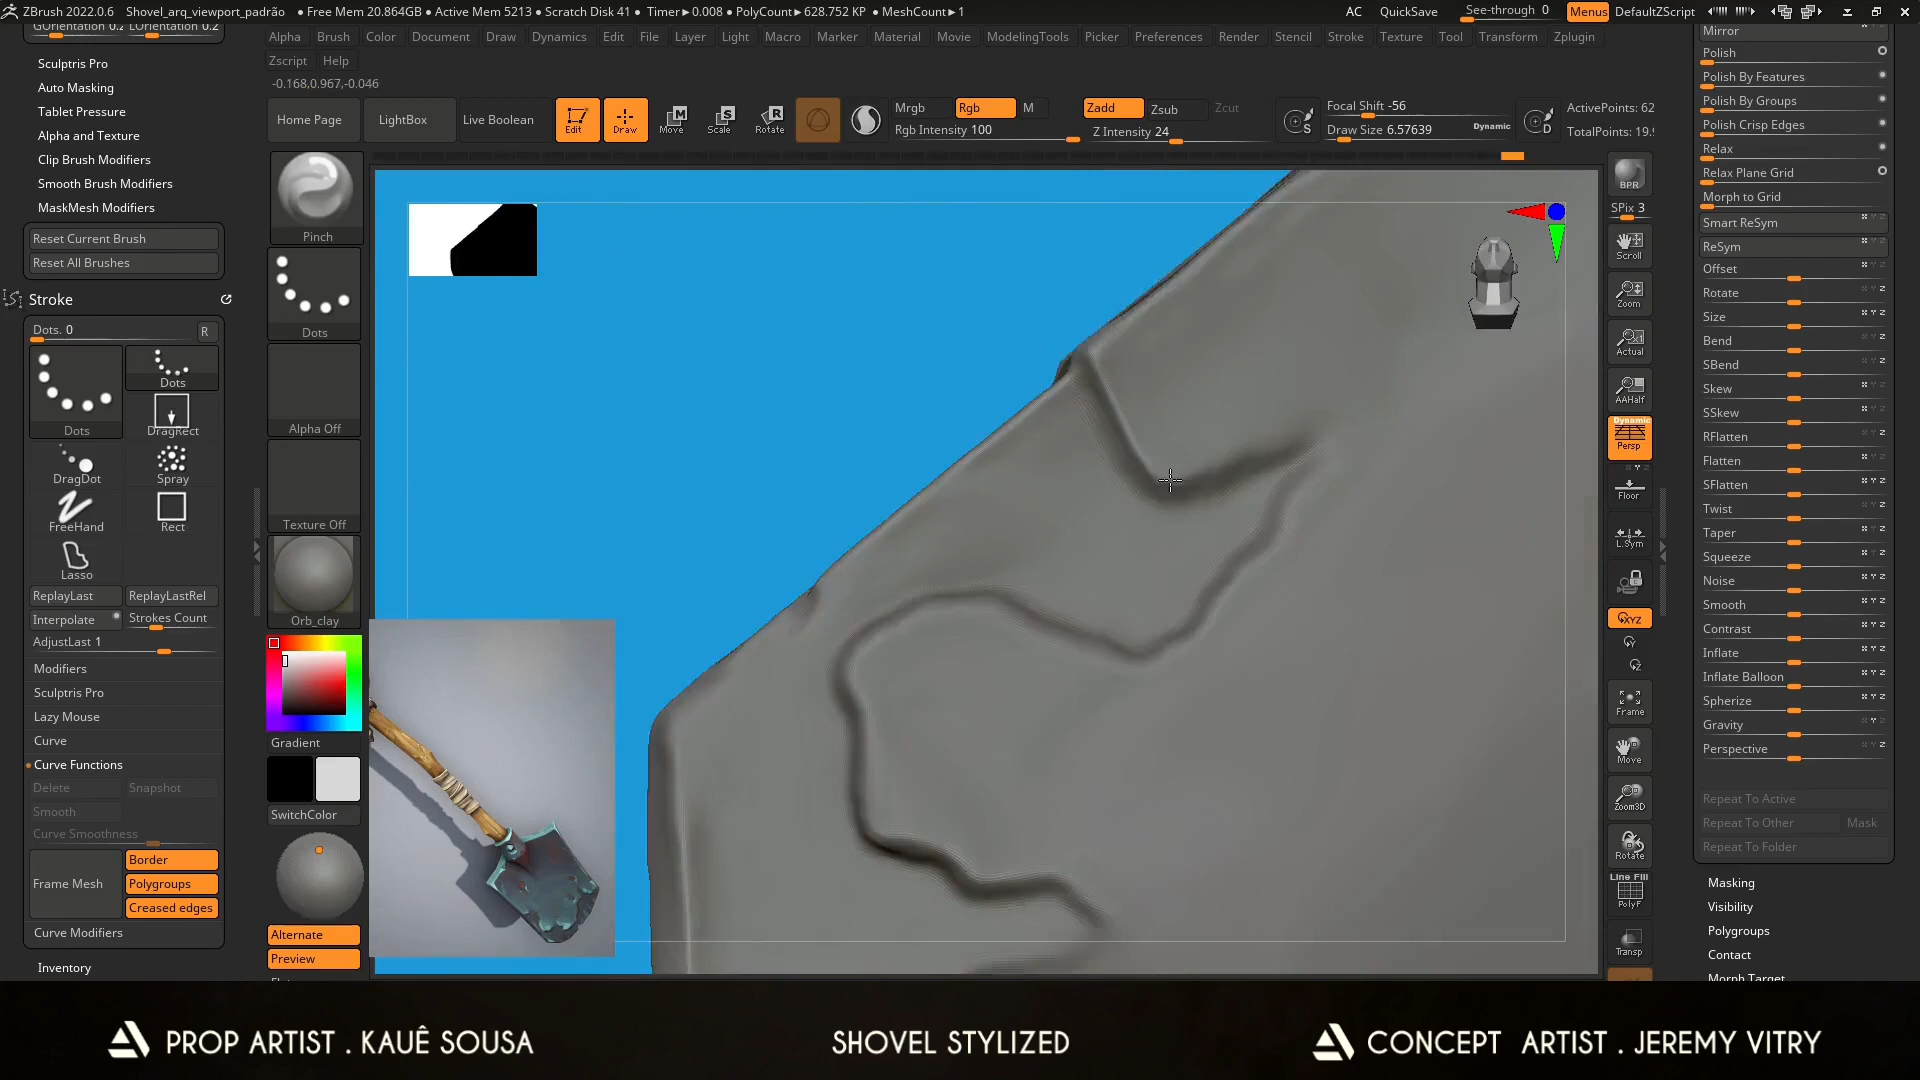 ZBrush 2022.0.6 Shovel_arq_viewport_padrão • Free Mem 20.864GB • Active Mem 5213 • Scratch Disk 41 • Timer►0.008 • PolyCount►628.752 KP • MeshCount►1 AC QuickSave See-through 0 Menus DefaultZScript
Alpha Brush Color Document Draw Dynamics Edit File Layer Light Macro Marker Material Movie ModelingTools Picker Preferences Render Stencil Stroke Texture Tool Transform Zplugin
Zscript Help
-0.168,0.967,-0.046
Home Page LightBox Live Boolean Edit Draw Move Scale Rotate
Mrgb Rgb M
Rgb Intensity 100
Zadd Zsub Zcut
Z Intensity 24
Focal Shift -56
Draw Size 6.57639 Dynamic
S
D
ActivePoints: 62
TotalPoints: 19.
Sculptris Pro
Auto Masking
Tablet Pressure
Alpha and Texture
Clip Brush Modifiers
Smooth Brush Modifiers
MaskMesh Modifiers
Reset Current Brush
Reset All Brushes
Stroke
Dots. 0 R
Dots
Dots
DragRect
DragDot
Spray
FreeHand
Rect
Lasso
ReplayLast ReplayLastRel
Interpolate Strokes Count
AdjustLast 1
Modifiers
Sculptris Pro
Lazy Mouse
Curve
Curve Functions
Delete Snapshot
Smooth
Curve Smoothness
Frame Mesh
Border
Polygroups
Creased edges
Curve Modifiers
Inventory
Pinch
Dots
Alpha Off
Texture Off
Orb_clay
Gradient
SwitchColor
Alternate
Preview
BPR
SPix 3
Scroll
Zoom
Actual
AAHalf
Dynamic
Persp
Floor
L.Sym
XYZ
Frame
Move
Zoom3D
Rotate
Line Fill
PolyF
Transp
Mirror
Polish
Polish By Features
Polish By Groups
Polish Crisp Edges
Relax
Relax Plane Grid
Morph to Grid
Smart ReSym
ReSym
Offset
Rotate
Size
Bend
SBend
Skew
SSkew
RFlatten
Flatten
SFlatten
Twist
Taper
Squeeze
Noise
Smooth
Contrast
Inflate
Inflate Balloon
Spherize
Gravity
Perspective
Repeat To Active
Repeat To Other Mask
Repeat To Folder
Masking
Visibility
Polygroups
Contact
Morph Target
PROP ARTIST . KAUÊ SOUSA
SHOVEL STYLIZED
CONCEPT ARTIST . JEREMY VITRY